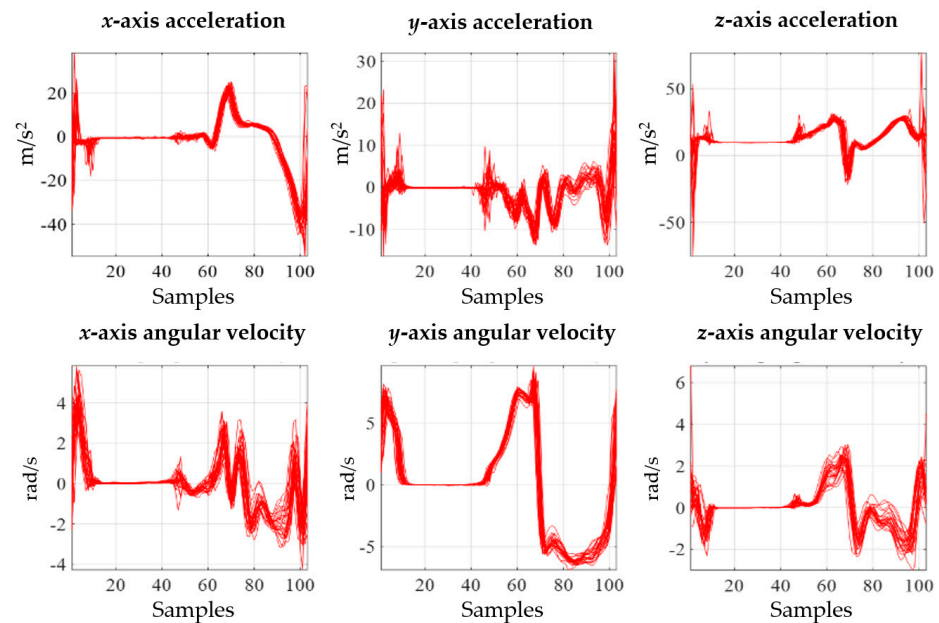 x-axis acceleration y-axis acceleration z-axis acceleration
m/s² 20 0 -20 -40
20 40 60 80 100
Samples
m/s² 30 20 10 0 -10
20 40 60 80 100
Samples
m/s² 50 0 -50
20 40 60 80 100
Samples
x-axis angular velocity y-axis angular velocity z-axis angular velocity
rad/s 4 2 0 -2 -4
20 40 60 80 100
Samples
rad/s 5 0 -5
20 40 60 80 100
Samples
rad/s 6 4 2 0 -2
20 40 60 80 100
Samples